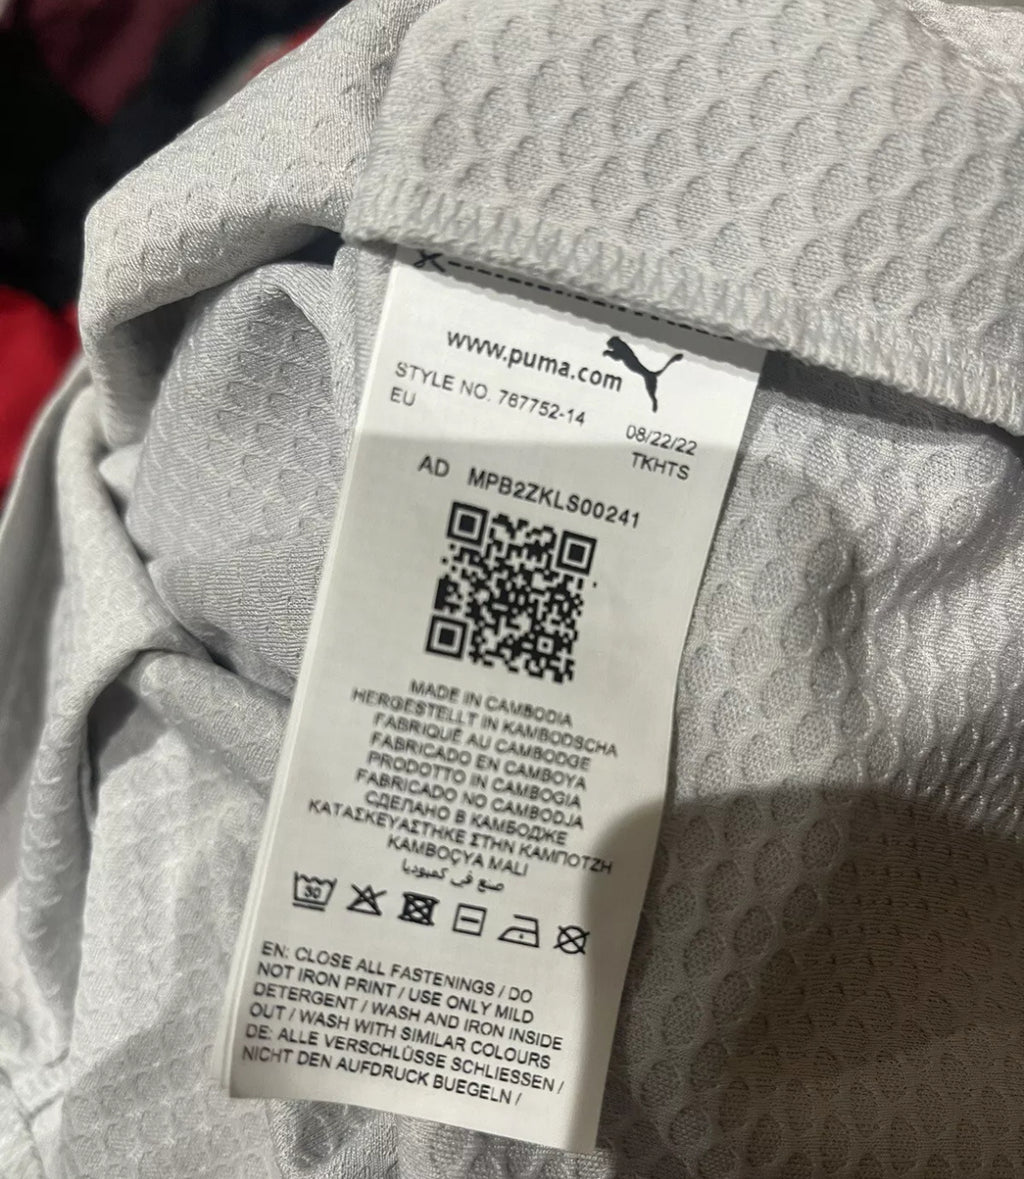 www.puma.com
STYLE NO. 767752-14
EU
08/22/22
TKHTS
AD MPB2ZKLS00241
MADE IN CAMBODIA
HERGESTELLT IN KAMBODSCHA
FABRIQUÉ AU CAMBODGE
FABRICADO EN CAMBOYA
PRODOTTO IN CAMBOGIA
FABRICADO NO CAMBODJA
СДЕЛАНО В КАМБОДЖЕ
ΚΑΤΑΣΚΕΥΑΣΤΗΚΕ ΣΤΗΝ ΚΑΜΠΟΤΖΗ
KAMBOÇYA MALI
صنع في كمبوديا
30
EN: CLOSE ALL FASTENINGS / DO
NOT IRON PRINT / USE ONLY MILD
DETERGENT / WASH AND IRON INSIDE
OUT / WASH WITH SIMILAR COLOURS
DE: ALLE VERSCHLÜSSE SCHLIESSEN /
NICHT DEN AUFDRUCK BUEGELN /